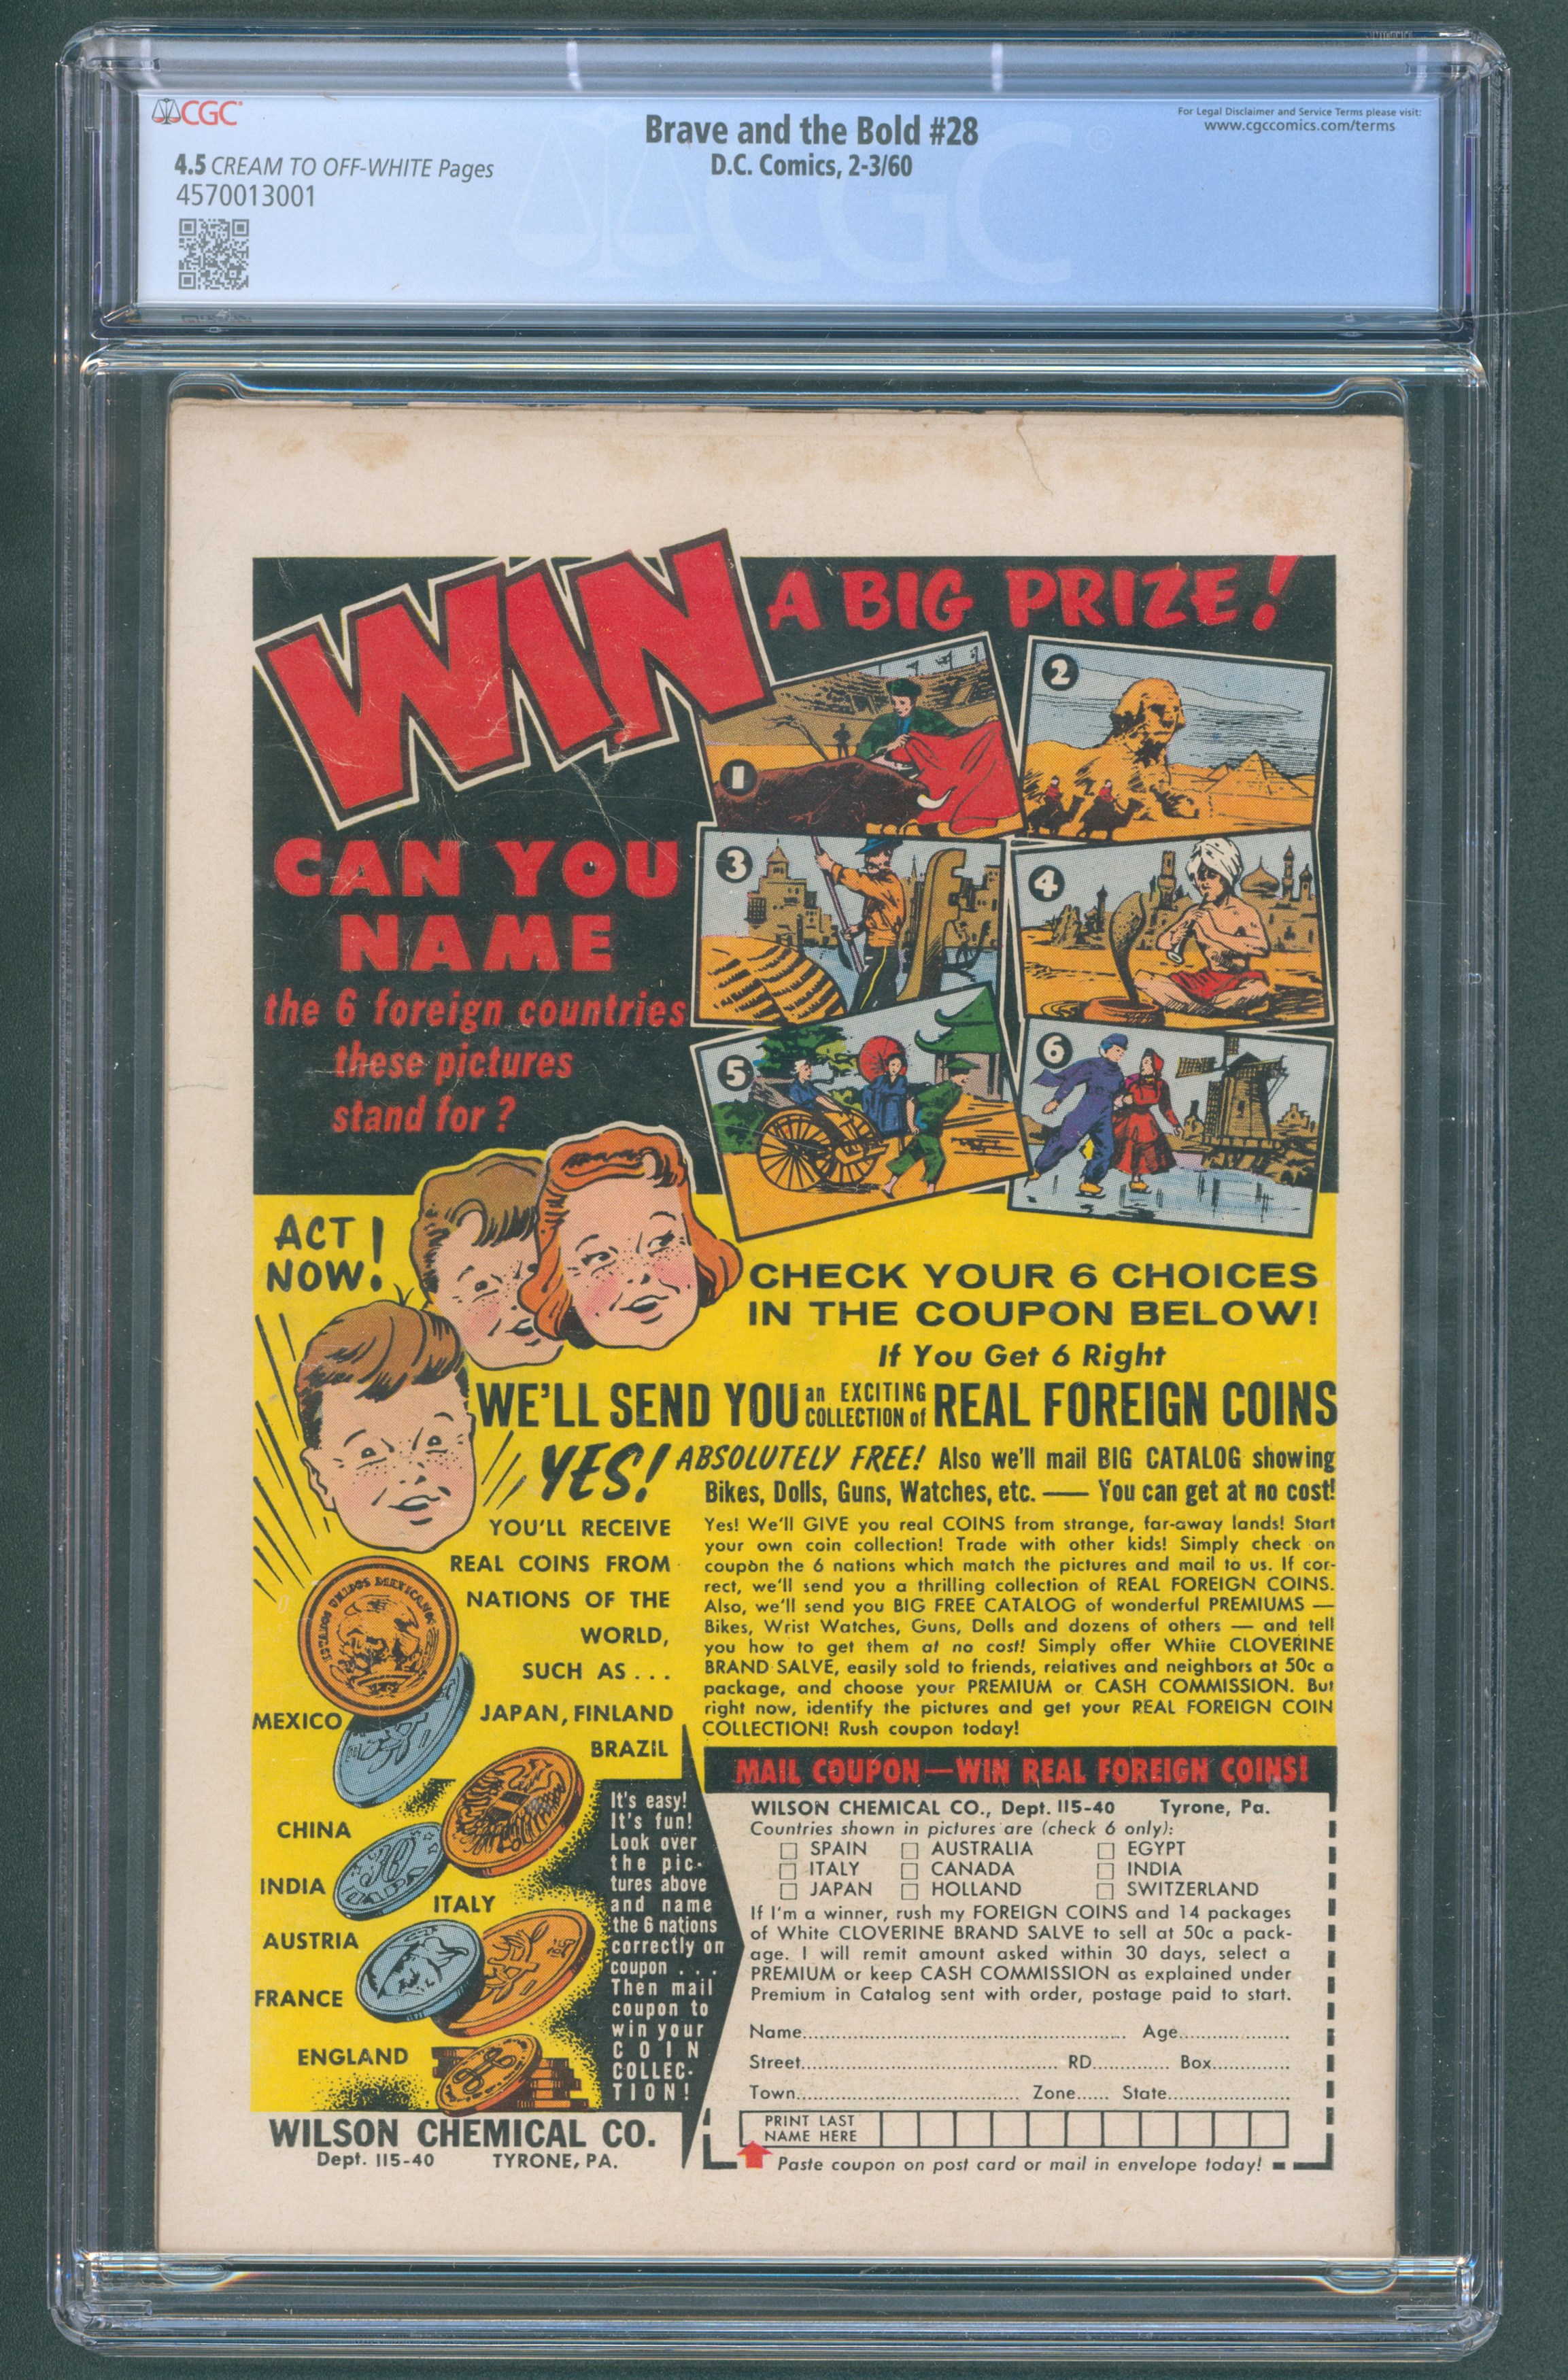 CGC
Brave and the Bold #28
D.C. Comics, 2-3/60
For Legal Disclaimer and Service Terms please visit:
www.cgccomics.com/terms
4.5 CREAM TO OFF-WHITE Pages
4570013001
CGC
WIN
A BIG PRIZE!
1
2
3
4
5
6
CAN YOU
NAME
the 6 foreign countries
these pictures
stand for?
ACT
NOW!
CHECK YOUR 6 CHOICES
IN THE COUPON BELOW!
If You Get 6 Right
WE'LL SEND YOU an EXCITING COLLECTION of REAL FOREIGN COINS
YES! ABSOLUTELY FREE! Also we'll mail BIG CATALOG showing
Bikes, Dolls, Guns, Watches, etc. — You can get at no cost!
YOU'LL RECEIVE
REAL COINS FROM
NATIONS OF THE
WORLD,
SUCH AS...
JAPAN, FINLAND
BRAZIL
ESTADOS UNIDOS MEXICANOS
MEXICO
CHINA
INDIA
ITALY
AUSTRIA
FRANCE
ENGLAND
Yes! We'll GIVE you real COINS from strange, far-away lands! Start
your own coin collection! Trade with other kids! Simply check on
coupon the 6 nations which match the pictures and mail to us. If cor-
rect, we'll send you a thrilling collection of REAL FOREIGN COINS.
Also, we'll send you BIG FREE CATALOG of wonderful PREMIUMS —
Bikes, Wrist Watches, Guns, Dolls and dozens of others — and tell
you how to get them at no cost! Simply offer White CLOVERINE
BRAND SALVE, easily sold to friends, relatives and neighbors at 50c a
package, and choose your PREMIUM or CASH COMMISSION. But
right now, identify the pictures and get your REAL FOREIGN COIN
COLLECTION! Rush coupon today!
It's easy!
It's fun!
Look over
the pic-
tures above
and name
the 6 nations
correctly on
coupon . . .
Then mail
coupon to
win your
COIN
COLLEC-
TION!
WILSON CHEMICAL CO.
Dept. 115-40 TYRONE, PA.
MAIL COUPON—WIN REAL FOREIGN COINS!
WILSON CHEMICAL CO., Dept. 115-40 Tyrone, Pa.
Countries shown in pictures are (check 6 only):
□ SPAIN □ AUSTRALIA □ EGYPT
□ ITALY □ CANADA □ INDIA
□ JAPAN □ HOLLAND □ SWITZERLAND
If I'm a winner, rush my FOREIGN COINS and 14 packages
of White CLOVERINE BRAND SALVE to sell at 50c a pack-
age. I will remit amount asked within 30 days, select a
PREMIUM or keep CASH COMMISSION as explained under
Premium in Catalog sent with order, postage paid to start.
Name.......... Age..........
Street.......... RD.......... Box..........
Town.......... Zone...... State..........
PRINT LAST
NAME HERE
Paste coupon on post card or mail in envelope today!